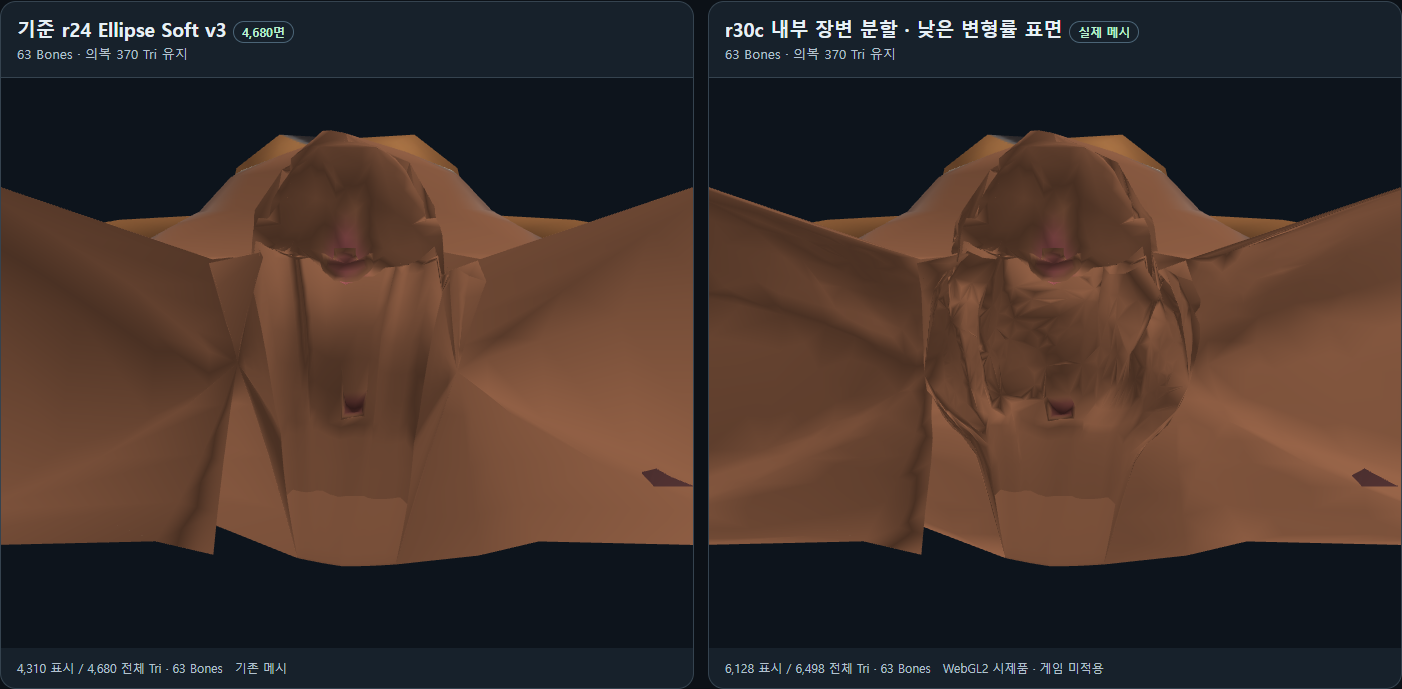 기준 r24 Ellipse Soft v3 4,680면
63 Bones · 의복 370 Tri 유지
4,310 표시 / 4,680 전체 Tri · 63 Bones 기존 메시
r30c 내부 장변 분할 · 낮은 변형률 표면 실제 메시
63 Bones · 의복 370 Tri 유지
6,128 표시 / 6,498 전체 Tri · 63 Bones WebGL2 시제품 · 게임 미적용